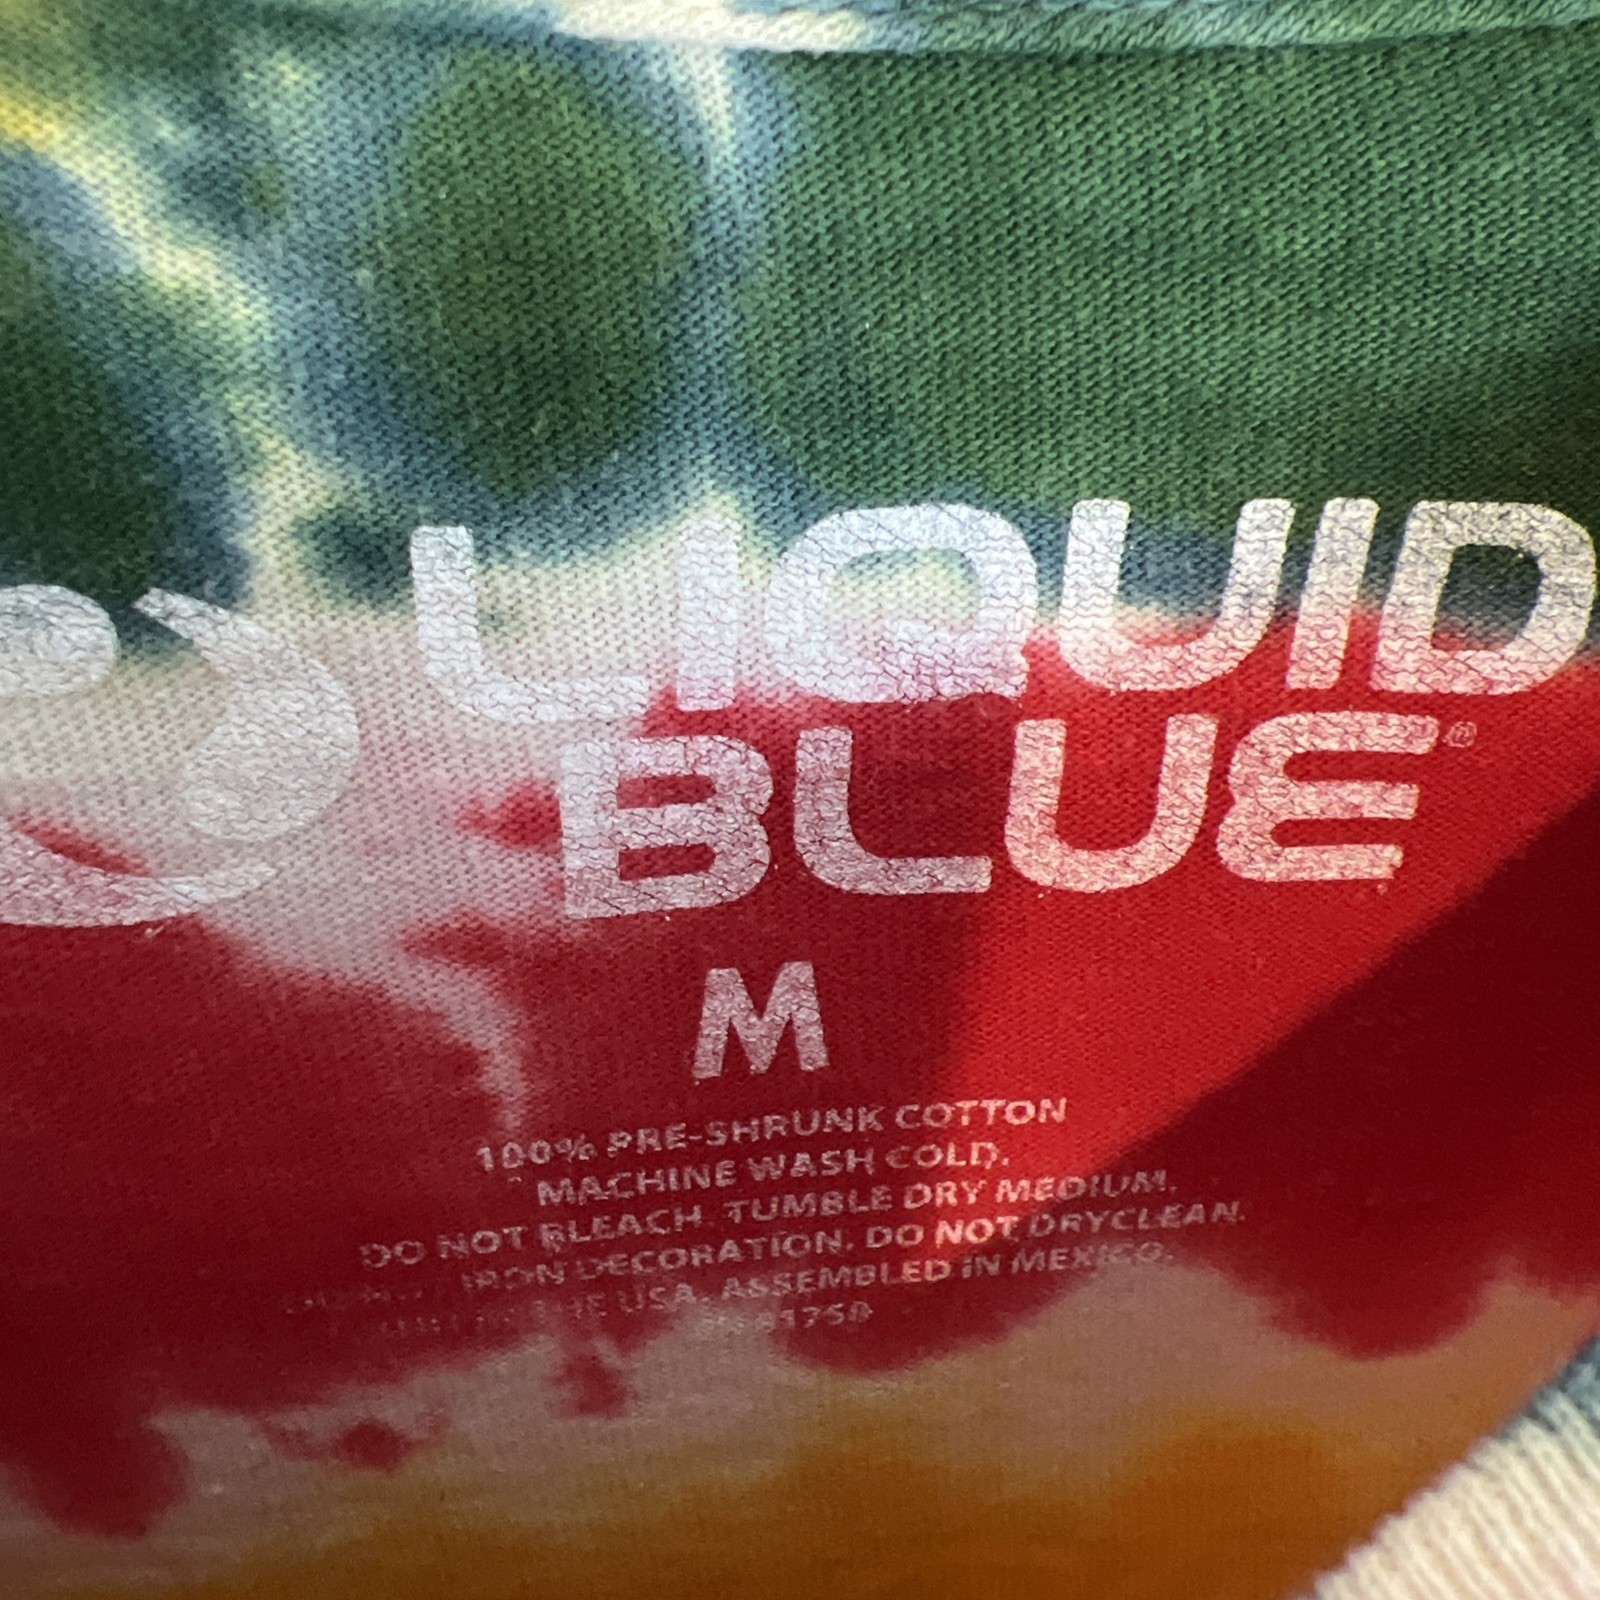 LIQUID
BLUE®
M
100% PRE-SHRUNK COTTON
MACHINE WASH COLD.
DO NOT BLEACH. TUMBLE DRY MEDIUM.
IRON DECORATION. DO NOT DRYCLEAN.
THE USA. ASSEMBLED IN MEXICO.